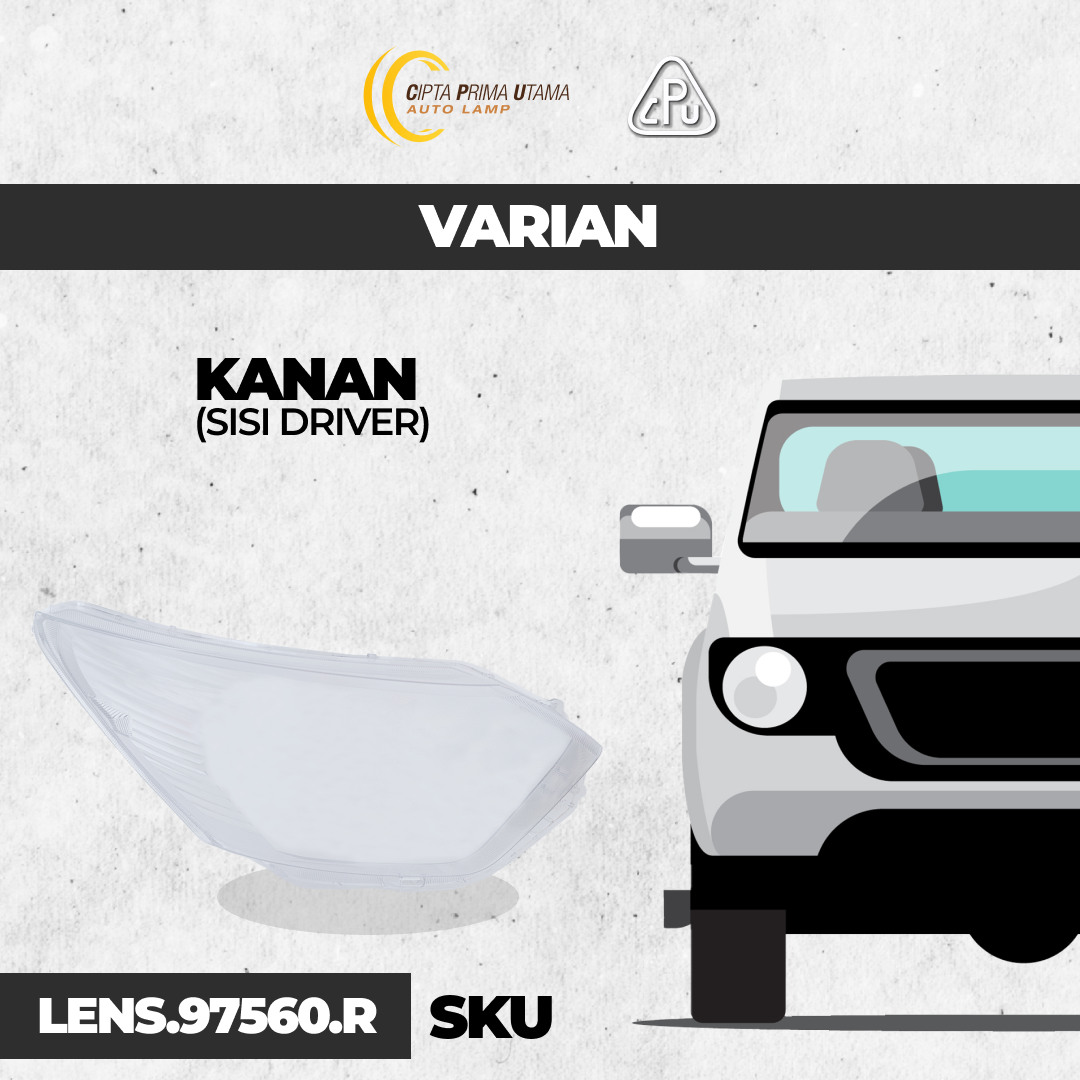 CIPTA PRIMA UTAMA
AUTO LAMP
CPU
VARIAN
KANAN
(SISI DRIVER)
LENS.97560.R
SKU